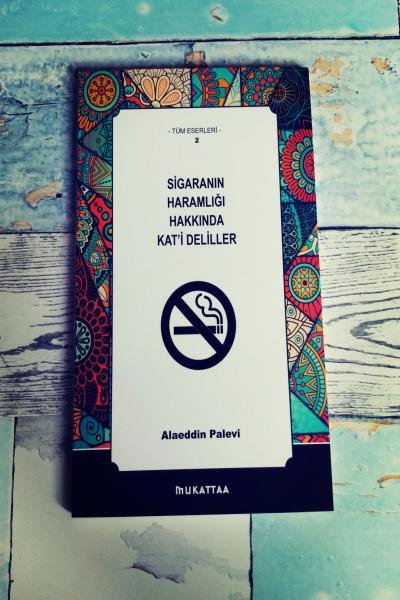 - TÜM ESERLERİ -
2
SİGARANIN
HARAMLIĞI
HAKKINDA
KAT'İ DELİLLER
Alaeddin Palevi
MUKATTAA